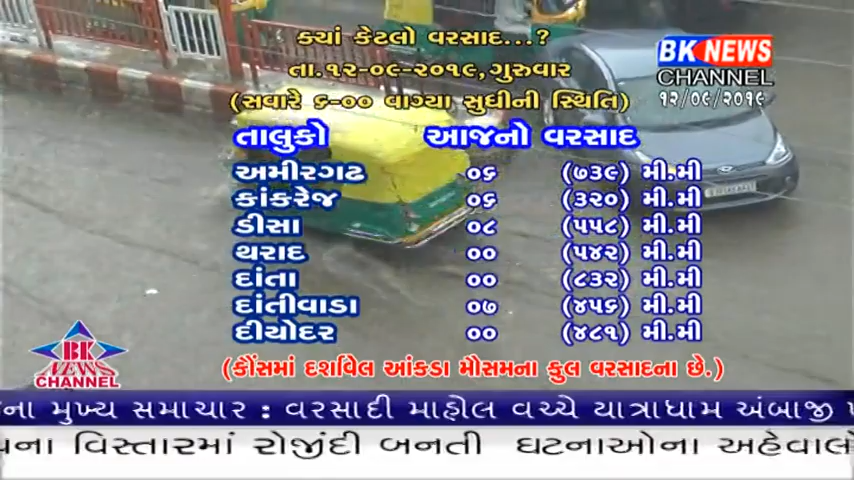 ક્યાં કેટલો વરસાદ...?
તા.૧૨-૦૯-૨૦૧૯,ગુરુવાર
(સવારે ૬-૦૦ વાગ્યા સુધીની સ્થિતિ)
BK NEWS
CHANNEL
૧૨/૦૯/૨૦૧૯
તાલુકો આજનો વરસાદ
અમીરગઢ ૦૬ (૭૩૯) મી.મી
કાંકરેજ ૦૬ (૩૨૦) મી.મી
ડીસા ૦૮ (૫૫૮) મી.મી
થરાદ ૦૦ (૫૪૨) મી.મી
દાંતા ૦૦ (૮૩૨) મી.મી
દાંતીવાડા ૦૭ (૪૫૬) મી.મી
દીયોદર ૦૦ (૪૮૧) મી.મી
(કૌંસમાં દર્શાવેલ આંકડા મૌસમના કુલ વરસાદના છે.)
BK
NEWS
CHANNEL
ના મુખ્ય સમાચાર : વરસાદી માહોલ વચ્ચે યાત્રાધામ અંબાજી
પના વિસ્તારમાં રોજીંદી બનતી ઘટનાઓના અહેવાલો